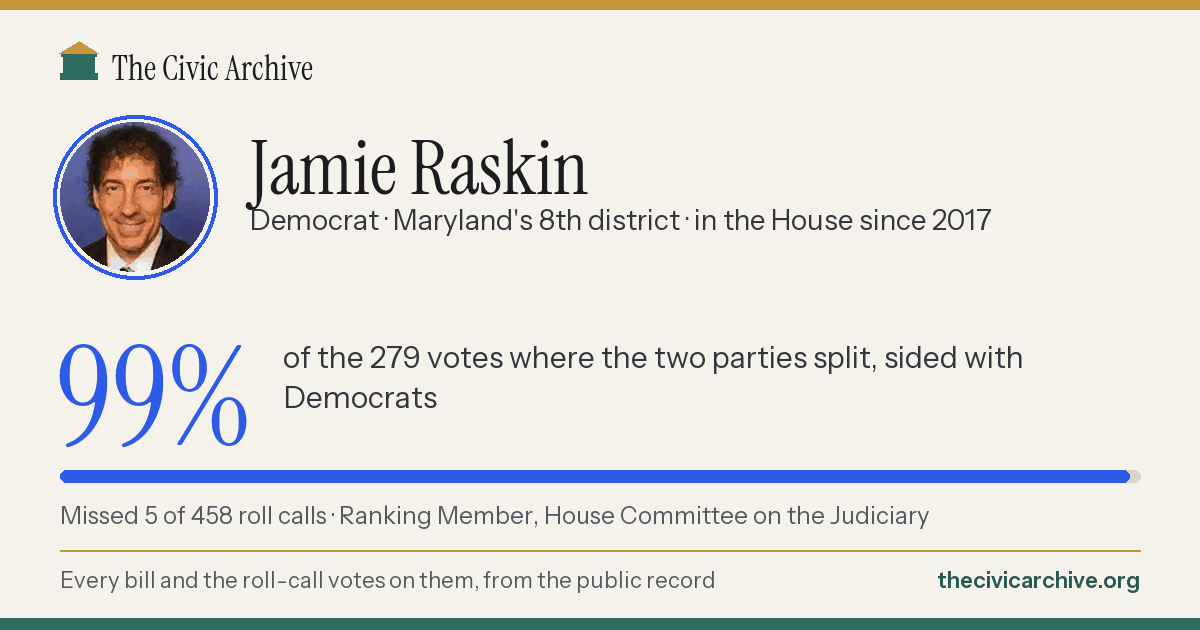 The Civic Archive
Jamie Raskin
Democrat · Maryland's 8th district · in the House since 2017
99%
of the 279 votes where the two parties split, sided with
Democrats
Missed 5 of 458 roll calls · Ranking Member, House Committee on the Judiciary
Every bill and the roll-call votes on them, from the public record
thecivicarchive.org